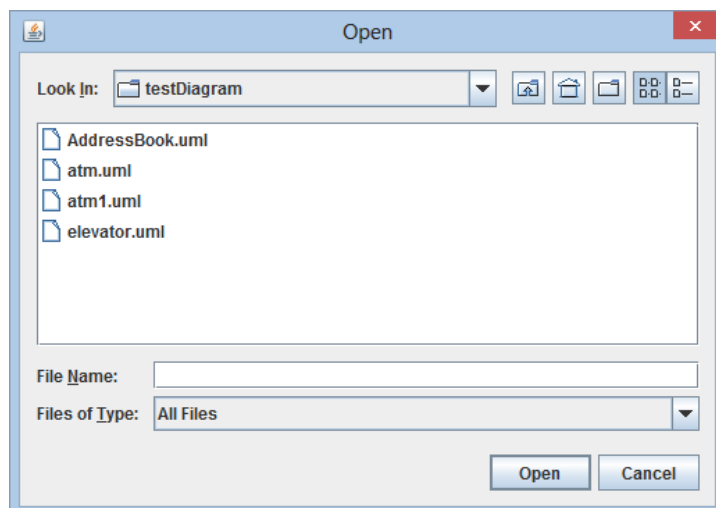 Open
Look In: testDiagram
AddressBook.uml
atm.uml
atm1.uml
elevator.uml
File Name:
Files of Type: All Files
Open Cancel